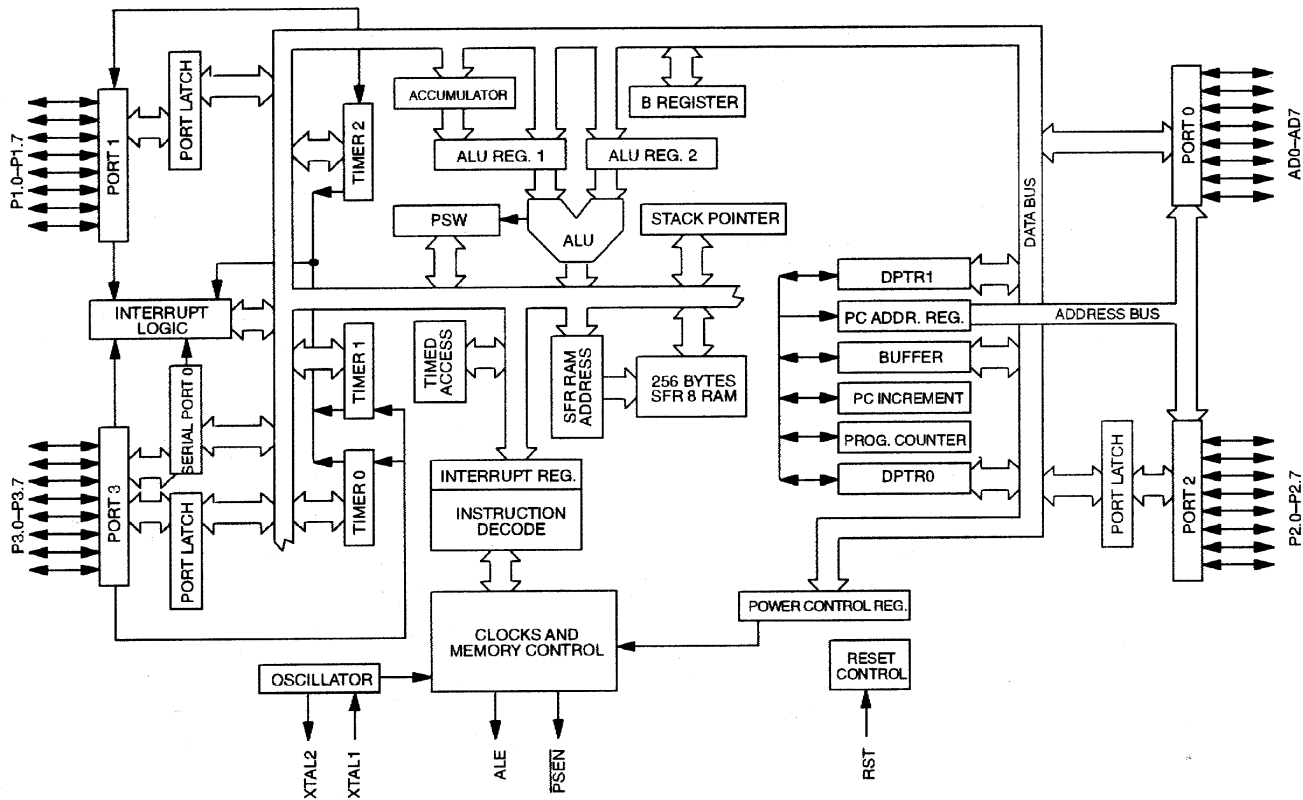 P1.0–P1.7
PORT 1
PORT LATCH
TIMER 2
ACCUMULATOR
B REGISTER
ALU REG. 1
ALU REG. 2
PORT 0
AD0–AD7
PSW
ALU
STACK POINTER
DATA BUS
INTERRUPT
LOGIC
DPTR1
PC ADDR. REG.
ADDRESS BUS
BUFFER
PC INCREMENT
PROG. COUNTER
DPTR0
TIMER 1
TIMED
ACCESS
SFR RAM
ADDRESS
256 BYTES
SFR 8 RAM
SERIAL PORT 0
P3.0–P3.7
PORT 3
PORT LATCH
TIMER 0
INTERRUPT REG.
INSTRUCTION
DECODE
PORT LATCH
PORT 2
P2.0–P2.7
POWER CONTROL REG.
CLOCKS AND
MEMORY CONTROL
RESET
CONTROL
OSCILLATOR
XTAL2
XTAL1
ALE
PSEN
RST